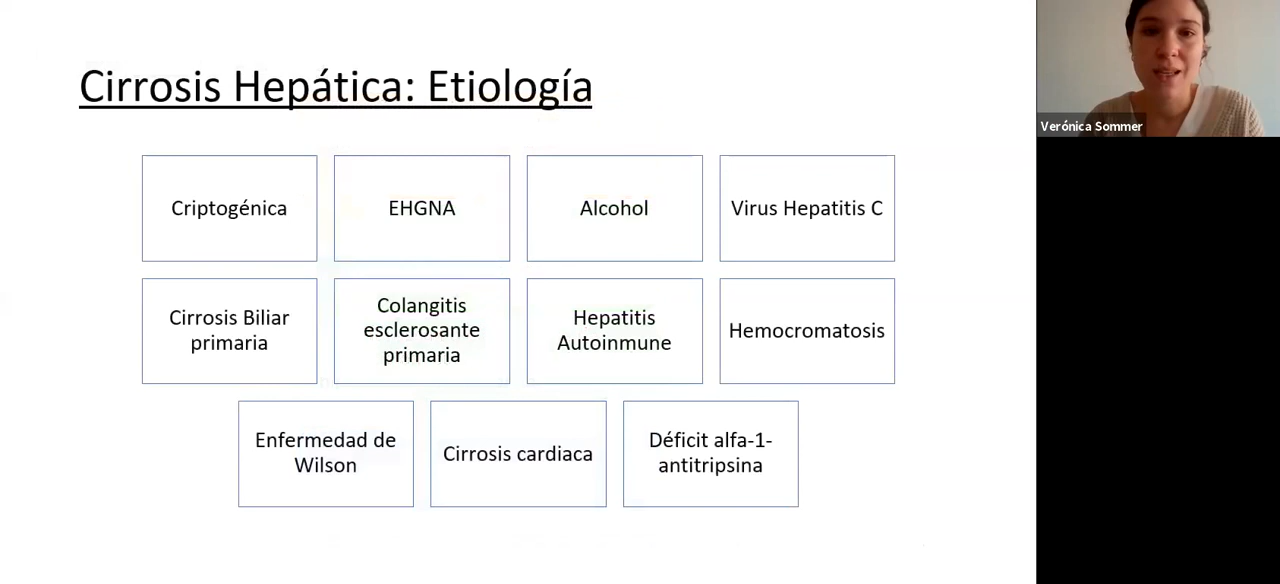 Cirrosis Hepática: Etiología
Verónica Sommer
Criptogénica
EHGNA
Alcohol
Virus Hepatitis C
Cirrosis Biliar
primaria
Colangitis
esclerosante
primaria
Hepatitis
Autoinmune
Hemocromatosis
Enfermedad de
Wilson
Cirrosis cardiaca
Déficit alfa-1-
antitripsina